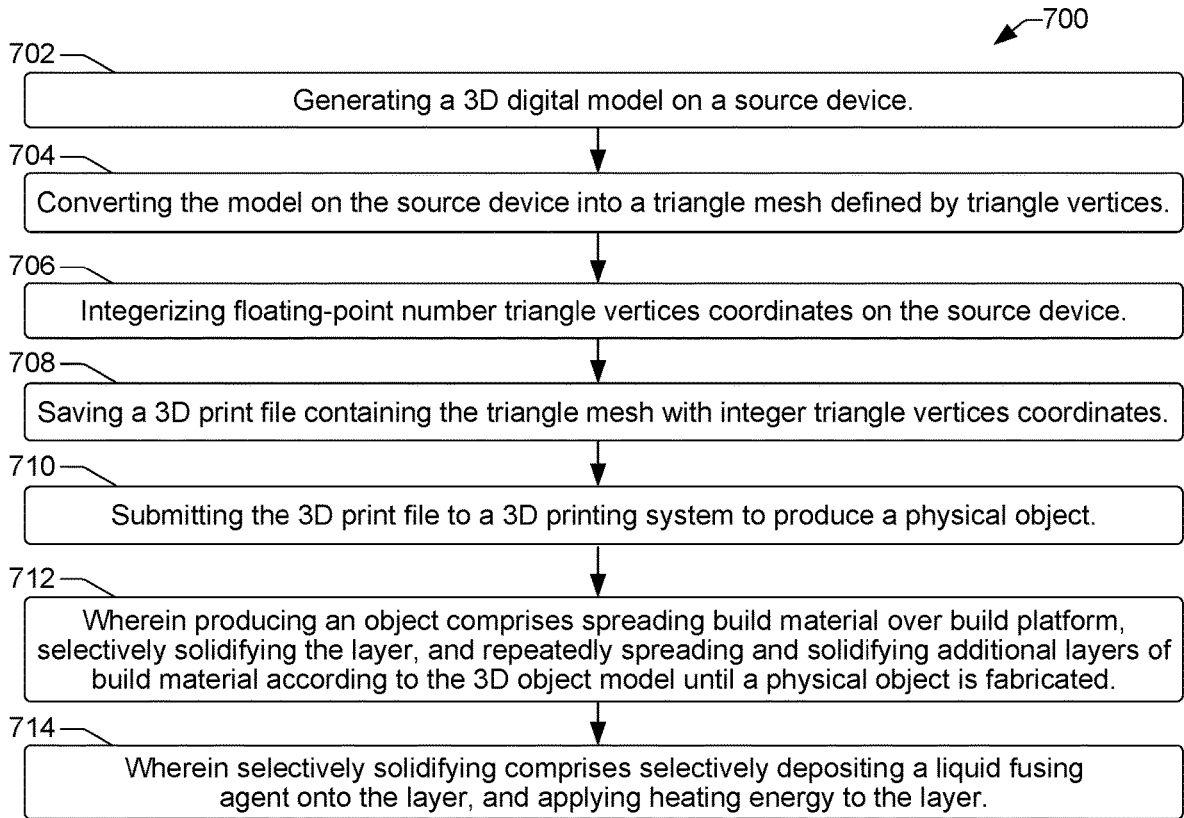 700
702
Generating a 3D digital model on a source device.
704
Converting the model on the source device into a triangle mesh defined by triangle vertices.
706
Integerizing floating-point number triangle vertices coordinates on the source device.
708
Saving a 3D print file containing the triangle mesh with integer triangle vertices coordinates.
710
Submitting the 3D print file to a 3D printing system to produce a physical object.
712
Wherein producing an object comprises spreading build material over build platform,
selectively solidifying the layer, and repeatedly spreading and solidifying additional layers of
build material according to the 3D object model until a physical object is fabricated.
714
Wherein selectively solidifying comprises selectively depositing a liquid fusing
agent onto the layer, and applying heating energy to the layer.